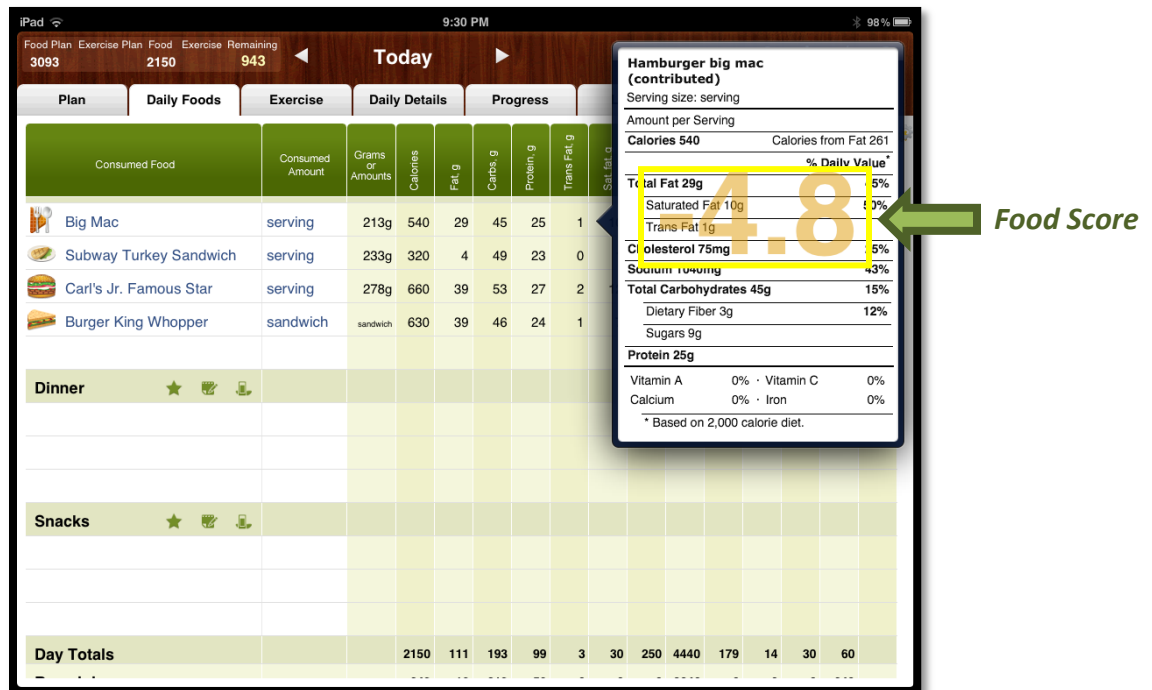 iPad 9:30 PM 98%
Food Plan Exercise Plan Food Exercise Remaining
3093 2150 943
Today
Plan Daily Foods Exercise Daily Details Progress
Consumed Food Consumed Amount Grams or Amounts Calories Fat, g Carbs, g Protein, g Trans Fat, g Sat. fat, g
Big Mac serving 213g 540 29 45 25 1
Subway Turkey Sandwich serving 233g 320 4 49 23 0
Carl's Jr. Famous Star serving 278g 660 39 53 27 2
Burger King Whopper sandwich sandwich 630 39 46 24 1
Dinner
Snacks
Day Totals 2150 111 193 99 3 30 250 4440 179 14 30 60
Hamburger big mac
(contributed)
Serving size: serving
Amount per Serving
Calories 540 Calories from Fat 261
% Daily Value*
Total Fat 29g 45%
Saturated Fat 10g 50%
Trans Fat 1g
Cholesterol 75mg 25%
Sodium 1040mg 43%
Total Carbohydrates 45g 15%
Dietary Fiber 3g 12%
Sugars 9g
Protein 25g
Vitamin A 0% · Vitamin C 0%
Calcium 0% · Iron 0%
* Based on 2,000 calorie diet.
-4.8
Food Score